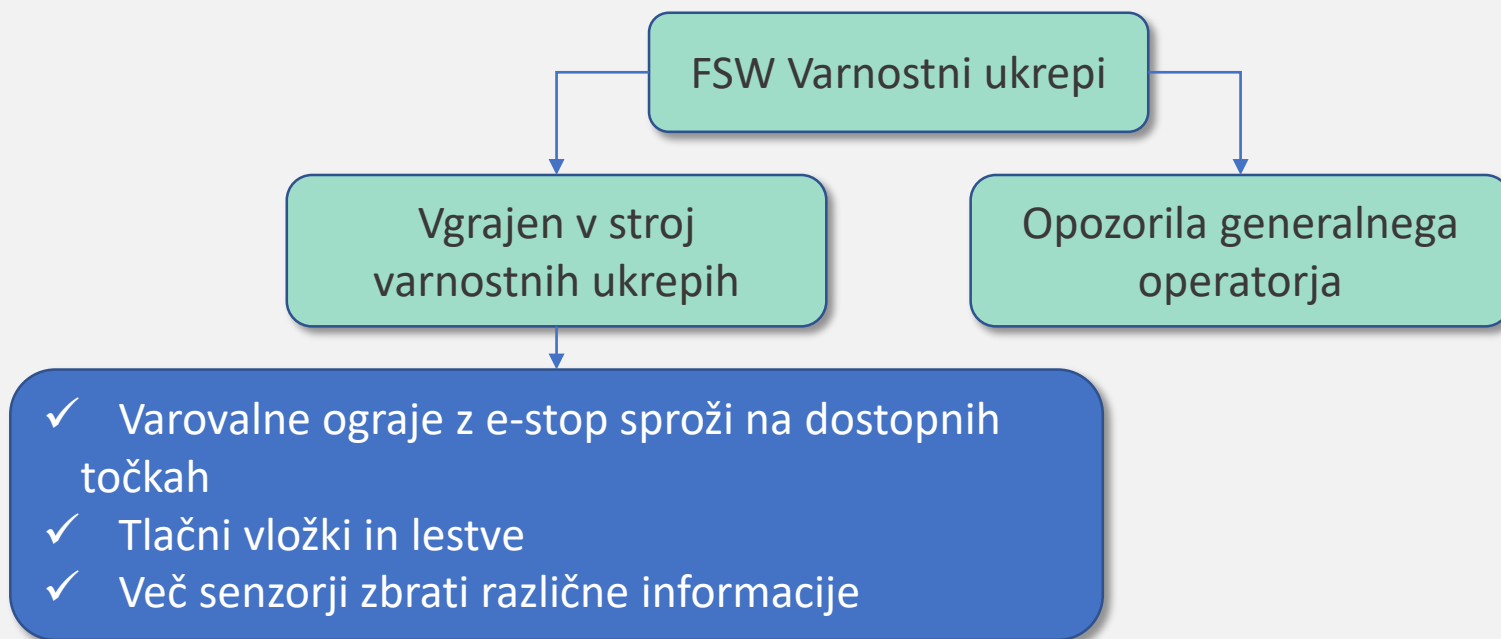 FSW Varnostni ukrepi
Vgrajen v stroj
varnostnih ukrepih
Opozorila generalnega
operatorja
✓ Varovalne ograje z e-stop sproži na dostopnih
točkah
✓ Tlačni vložki in lestve
✓ Več senzorji zbrati različne informacije